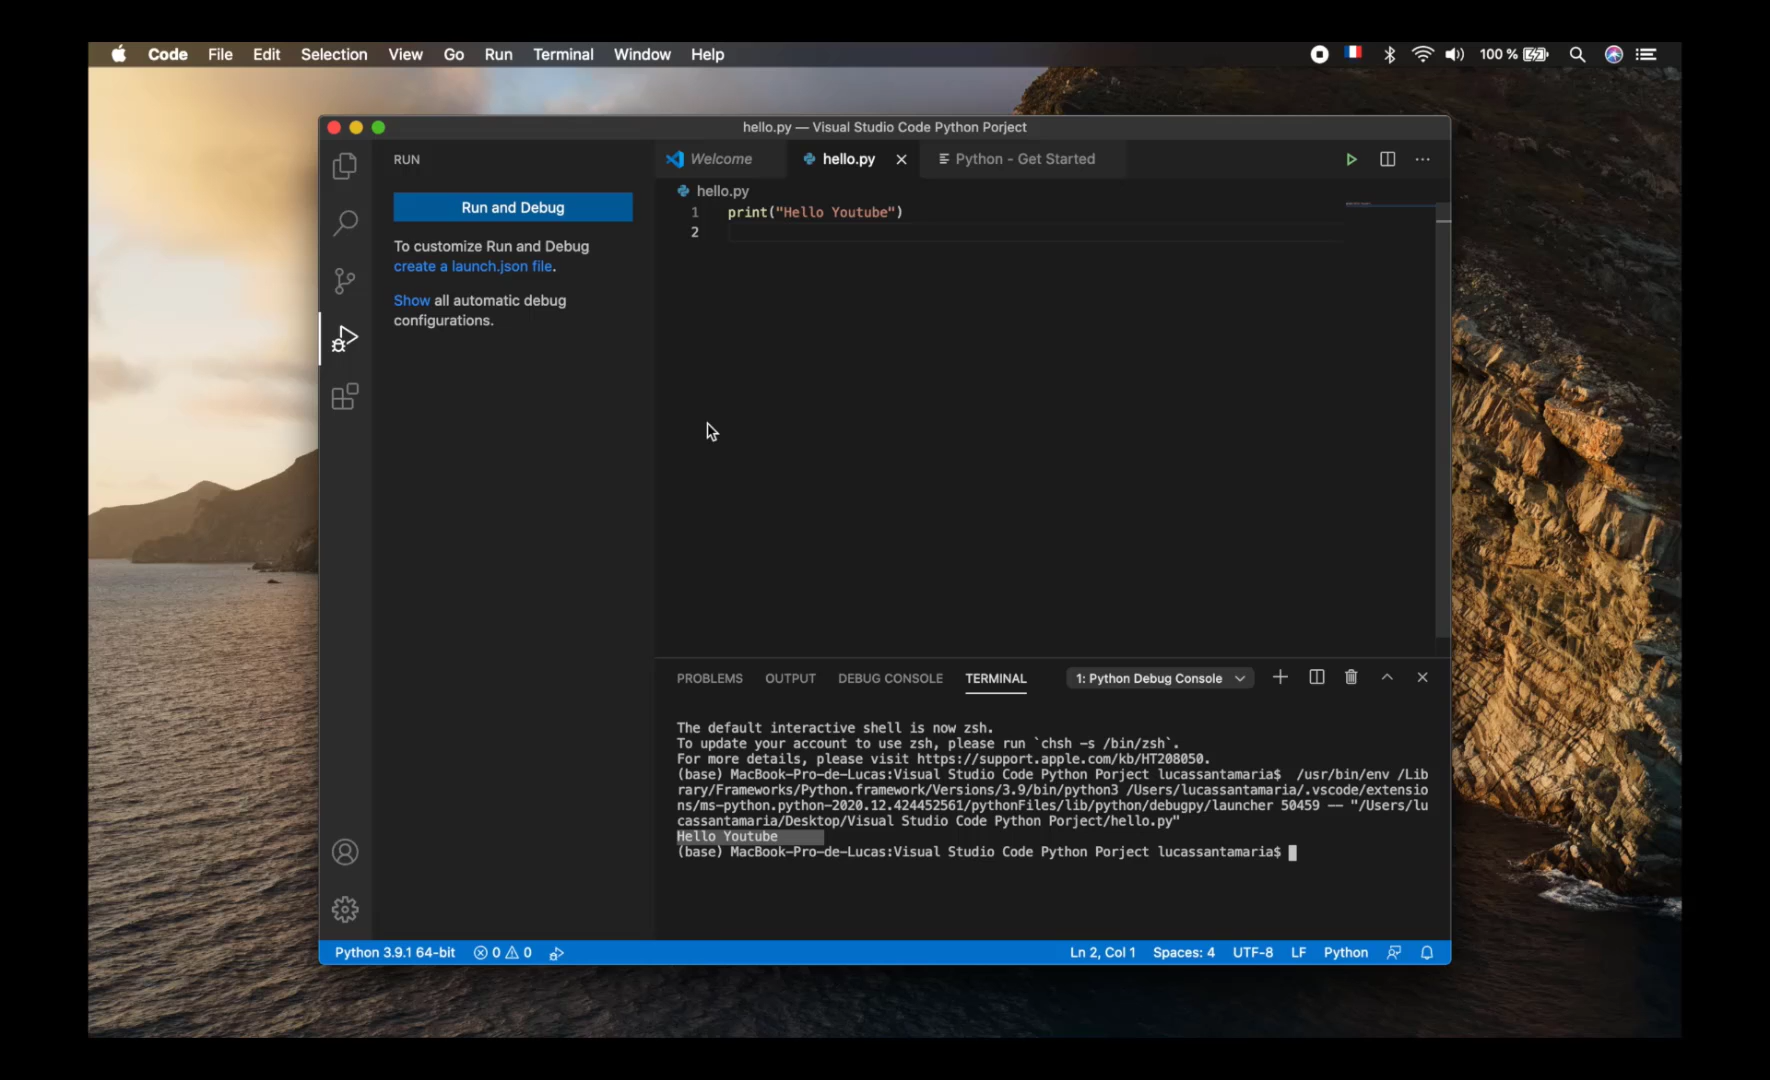 Code File Edit Selection View Go Run Terminal Window Help 100 %
hello.py — Visual Studio Code Python Porject
RUN
Welcome hello.py Python - Get Started
hello.py
Run and Debug
To customize Run and Debug
create a launch.json file.
Show all automatic debug
configurations.
1 print("Hello Youtube")
2
PROBLEMS OUTPUT DEBUG CONSOLE TERMINAL 1: Python Debug Console
The default interactive shell is now zsh.
To update your account to use zsh, please run `chsh -s /bin/zsh`.
For more details, please visit https://support.apple.com/kb/HT208050.
(base) MacBook-Pro-de-Lucas:Visual Studio Code Python Porject lucassantamaria$  /usr/bin/env /Lib
rary/Frameworks/Python.framework/Versions/3.9/bin/python3 /Users/lucassantamaria/.vscode/extensio
ns/ms-python.python-2020.12.424452561/pythonFiles/lib/python/debugpy/launcher 50459 -- "/Users/lu
cassantamaria/Desktop/Visual Studio Code Python Porject/hello.py"
Hello Youtube
(base) MacBook-Pro-de-Lucas:Visual Studio Code Python Porject lucassantamaria$
Python 3.9.1 64-bit 0 0 Ln 2, Col 1 Spaces: 4 UTF-8 LF Python